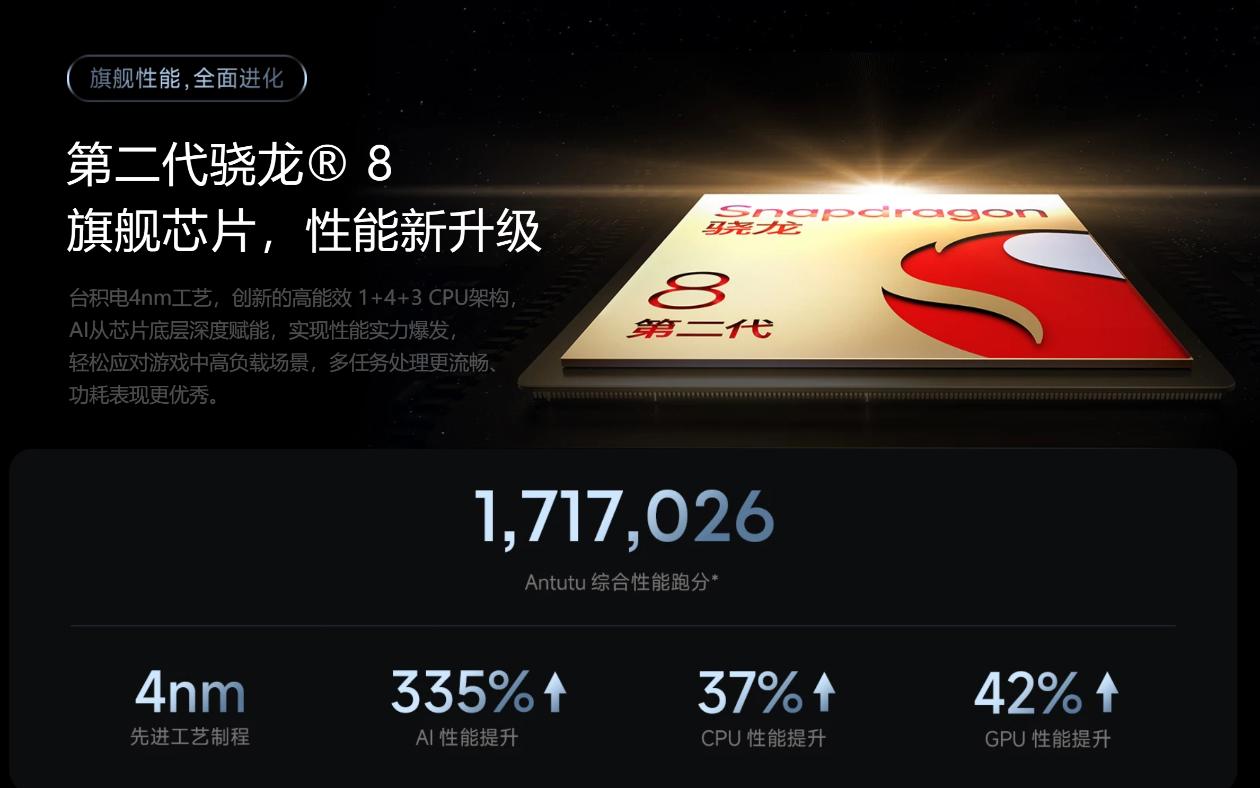 旗舰性能,全面进化
第二代骁龙® 8
旗舰芯片，性能新升级
台积电4nm工艺，创新的高能效 1+4+3 CPU架构，
AI从芯片底层深度赋能，实现性能实力爆发，
轻松应对游戏中高负载场景，多任务处理更流畅、
功耗表现更优秀。
Snapdragon
骁龙
8
第二代
1,717,026
Antutu 综合性能跑分*
4nm
先进工艺制程
335%
AI 性能提升
37%
CPU 性能提升
42%
GPU 性能提升